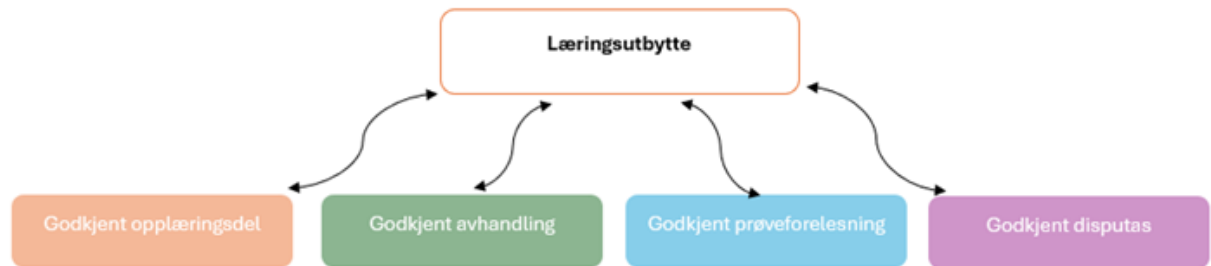 Læringsutbytte
Godkjent opplæringsdel
Godkjent avhandling
Godkjent prøveforelesning
Godkjent disputas